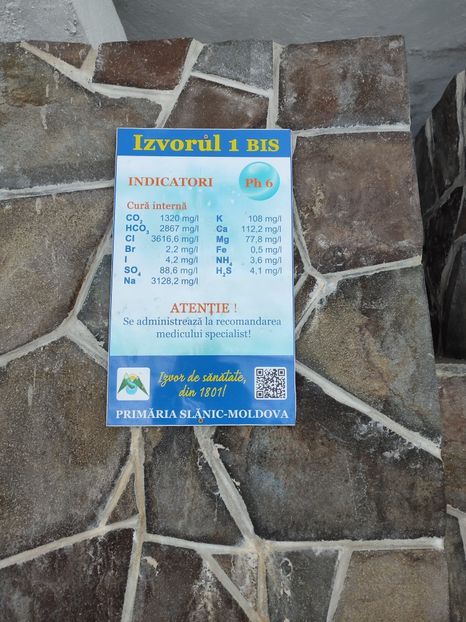 Izvorul 1 BIS
INDICATORI
Ph 6
Cură internă
CO2 1320 mg/l
HCO3 2867 mg/l
Cl 3616,6 mg/l
Br 2,2 mg/l
I 4,2 mg/l
SO4 88,6 mg/l
Na 3128,2 mg/l
K 108 mg/l
Ca 112,2 mg/l
Mg 77,8 mg/l
Fe 0,5 mg/l
NH4 3,6 mg/l
H2S 4,1 mg/l
ATENȚIE !
Se administrează la recomandarea
medicului specialist!
Izvor de sănătate,
din 1801!
PRIMĂRIA SLĂNIC-MOLDOVA